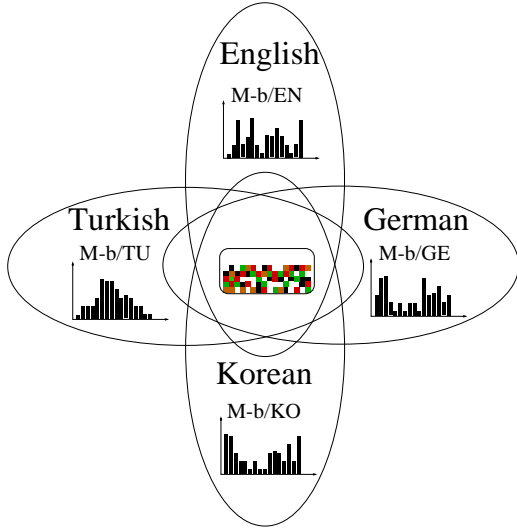 English
M-b/EN
Turkish
M-b/TU
German
M-b/GE
Korean
M-b/KO